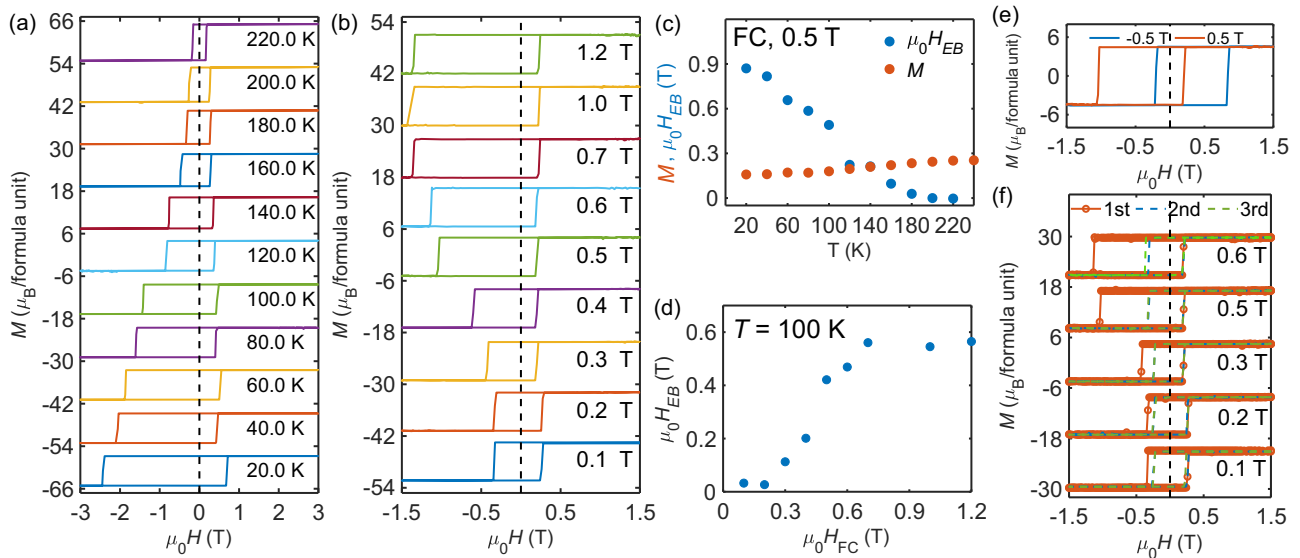 (a)
66
54
42
30
18
6
-6
-18
-30
-42
-54
-66
M (μB/formula unit)
220.0 K
200.0 K
180.0 K
160.0 K
140.0 K
120.0 K
100.0 K
80.0 K
60.0 K
40.0 K
20.0 K
-3 -2 -1 0 1 2 3
μ0H (T)
(b)
54
42
30
18
6
-6
-18
-30
-42
-54
M (μB/formula unit)
1.2 T
1.0 T
0.7 T
0.6 T
0.5 T
0.4 T
0.3 T
0.2 T
0.1 T
-1.5 -0.5 0.5 1.5
μ0H (T)
(c)
FC, 0.5 T
μ0HEB
M
0.9
0.6
0.3
0
M, μ0HEB (T)
20 60 100 140 180 220
T (K)
(d)
T = 100 K
0.6
0.4
0.2
0
μ0HEB (T)
0 0.3 0.6 0.9 1.2
μ0HFC (T)
(e)
-0.5 T 0.5 T
6
0
-6
M (μB/formula unit)
-1.5 -0.5 0.5 1.5
μ0H (T)
(f)
1st 2nd 3rd
30
18
6
-6
-18
-30
M (μB/formula unit)
0.6 T
0.5 T
0.3 T
0.2 T
0.1 T
-1.5 -0.5 0.5 1.5
μ0H (T)